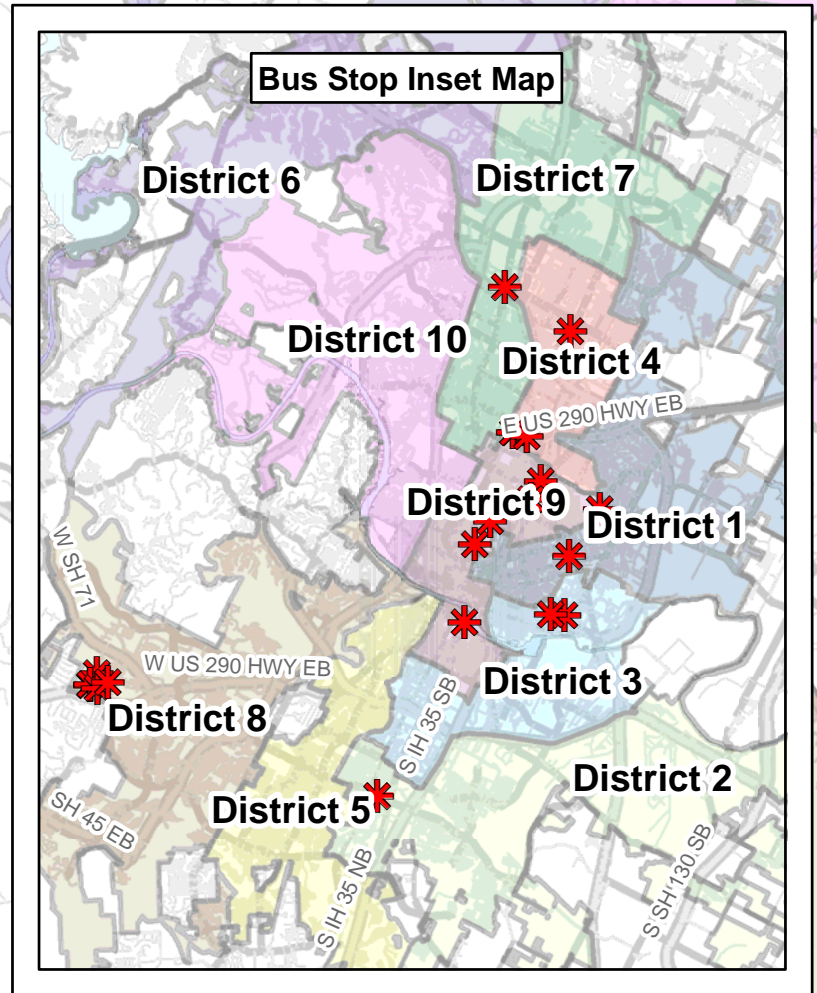 Bus Stop Inset Map
District 6
District 7
District 10
District 4
E US 290 HWY EB
District 9
District 1
W SH 71
W US 290 HWY EB
District 3
District 8
S IH 35 SB
District 2
District 5
SH 45 EB
S IH 35 NB
S SH 130 SB